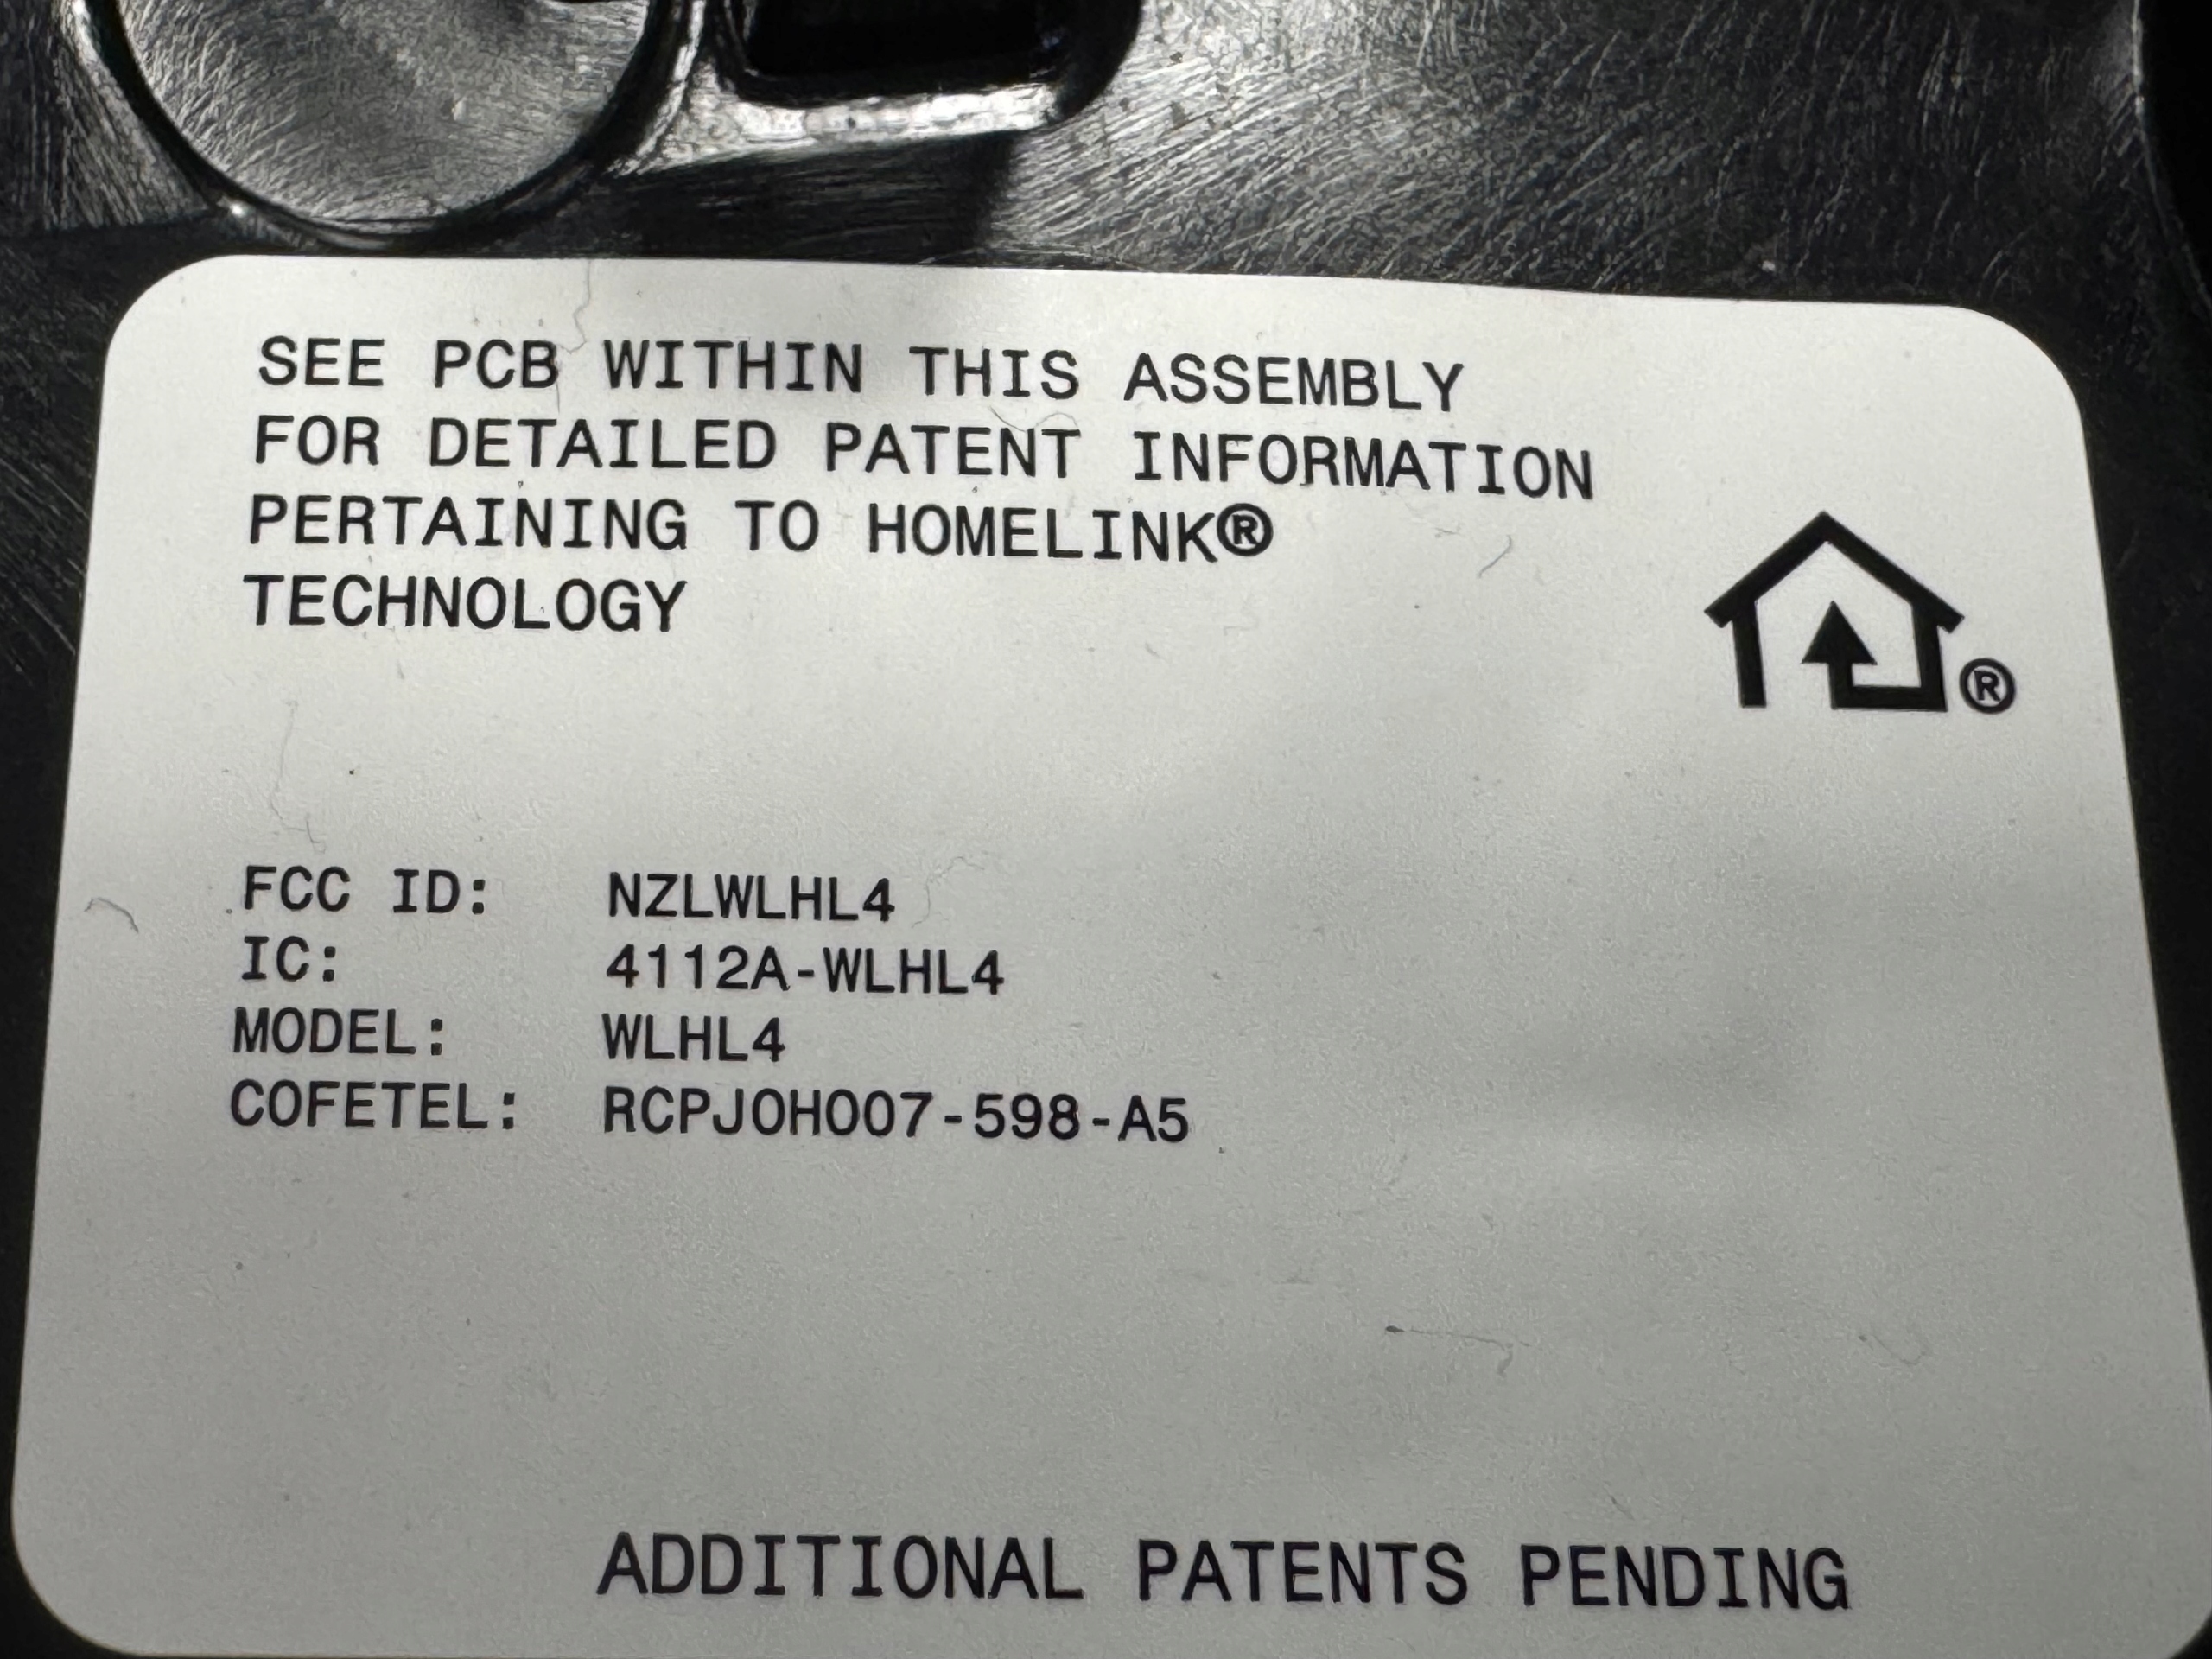 SEE PCB WITHIN THIS ASSEMBLY
FOR DETAILED PATENT INFORMATION
PERTAINING TO HOMELINK®
TECHNOLOGY
®
FCC ID: NZLWLHL4
IC: 4112A-WLHL4
MODEL: WLHL4
COFETEL: RCPJOHO07-598-A5
ADDITIONAL PATENTS PENDING